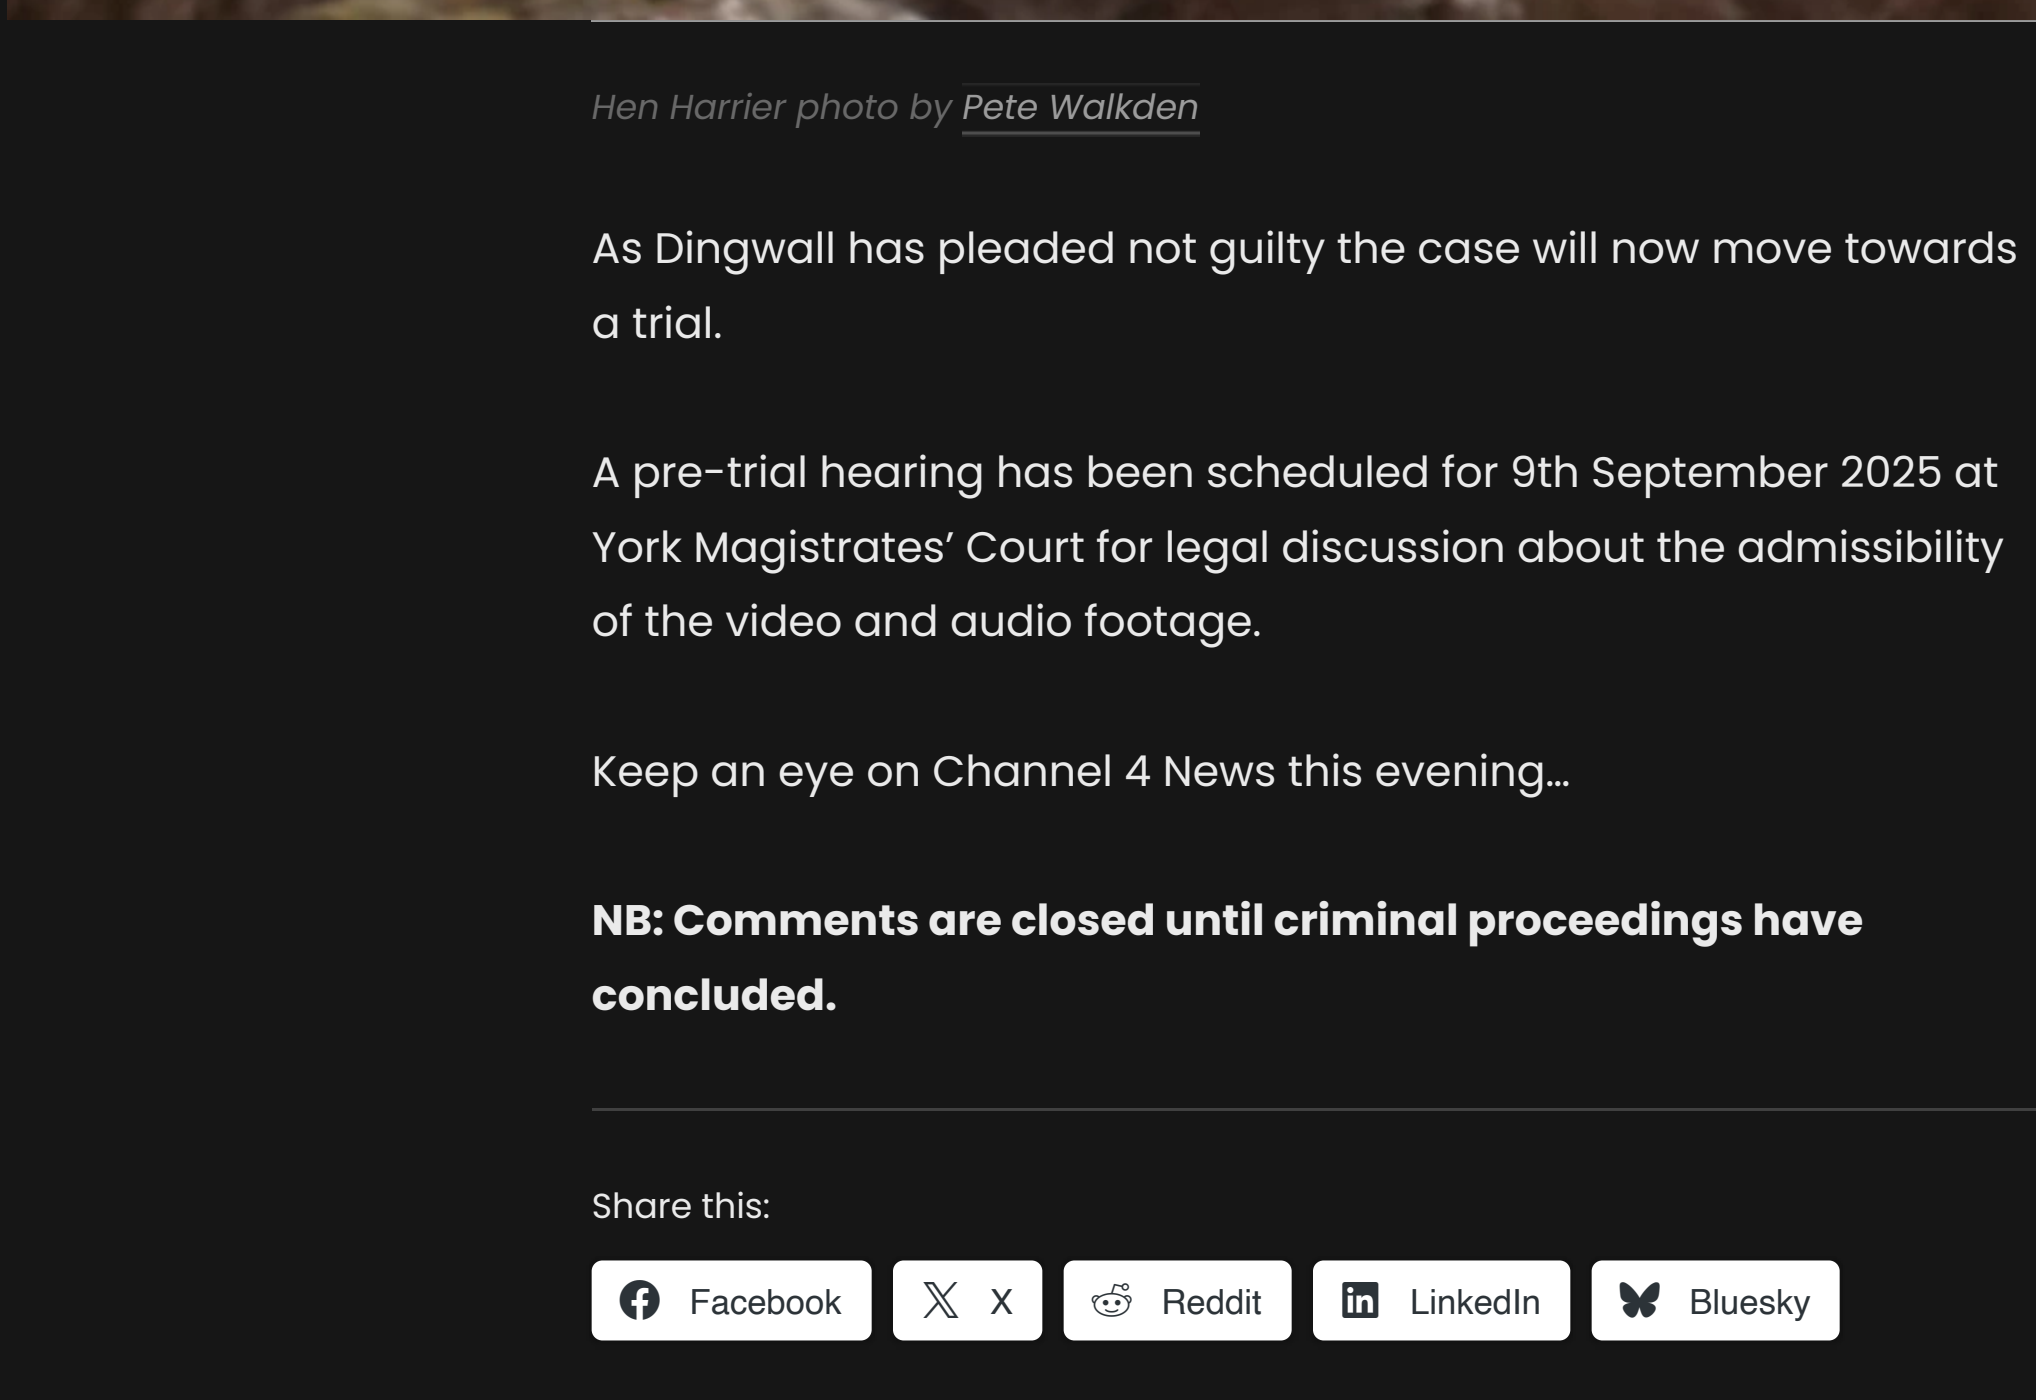 Hen Harrier photo by Pete Walkden
As Dingwall has pleaded not guilty the case will now move towards
a trial.
A pre-trial hearing has been scheduled for 9th September 2025 at
York Magistrates’ Court for legal discussion about the admissibility
of the video and audio footage.
Keep an eye on Channel 4 News this evening…
NB: Comments are closed until criminal proceedings have
concluded.
Share this:
Facebook X Reddit LinkedIn Bluesky